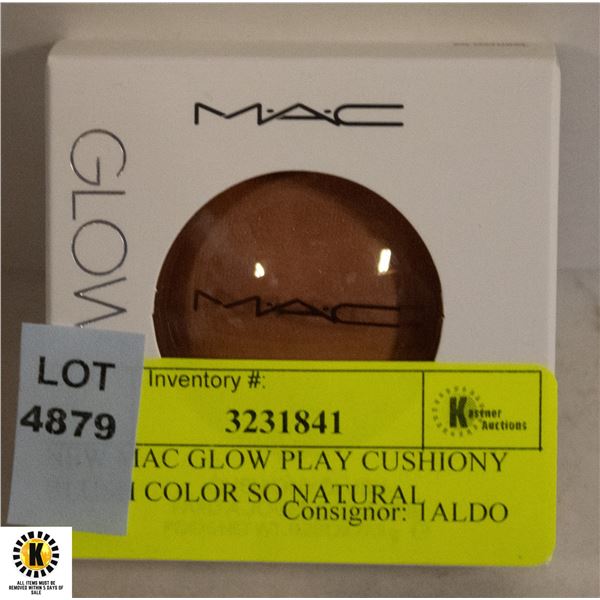 M·A·C
GLOW
M·A·C
LOT
4879
Inventory #:
3231841
Kastner
Auctions
MAC GLOW PLAY CUSHIONY
COLOR SO NATURAL
Consignor: 1ALDO
K
ALL ITEMS MUST BE
REMOVED WITHIN 5 DAYS OF
SALE